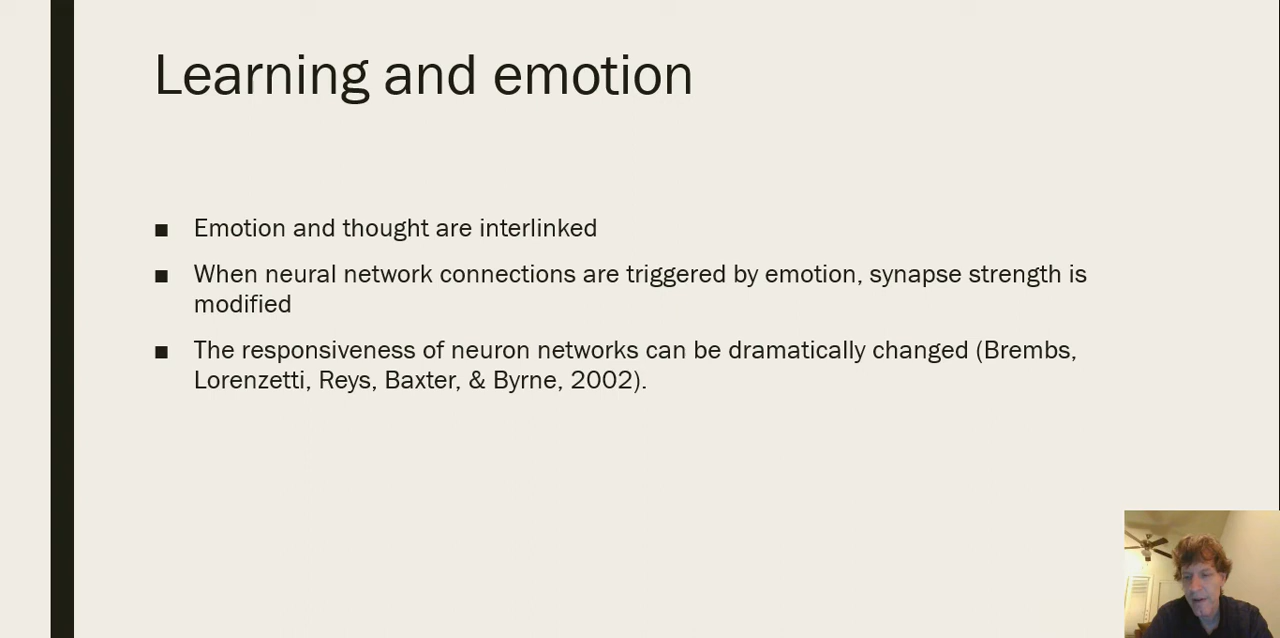 Learning and emotion
■ Emotion and thought are interlinked
■ When neural network connections are triggered by emotion, synapse strength is
modified
■ The responsiveness of neuron networks can be dramatically changed (Brembs,
Lorenzetti, Reys, Baxter, & Byrne, 2002).